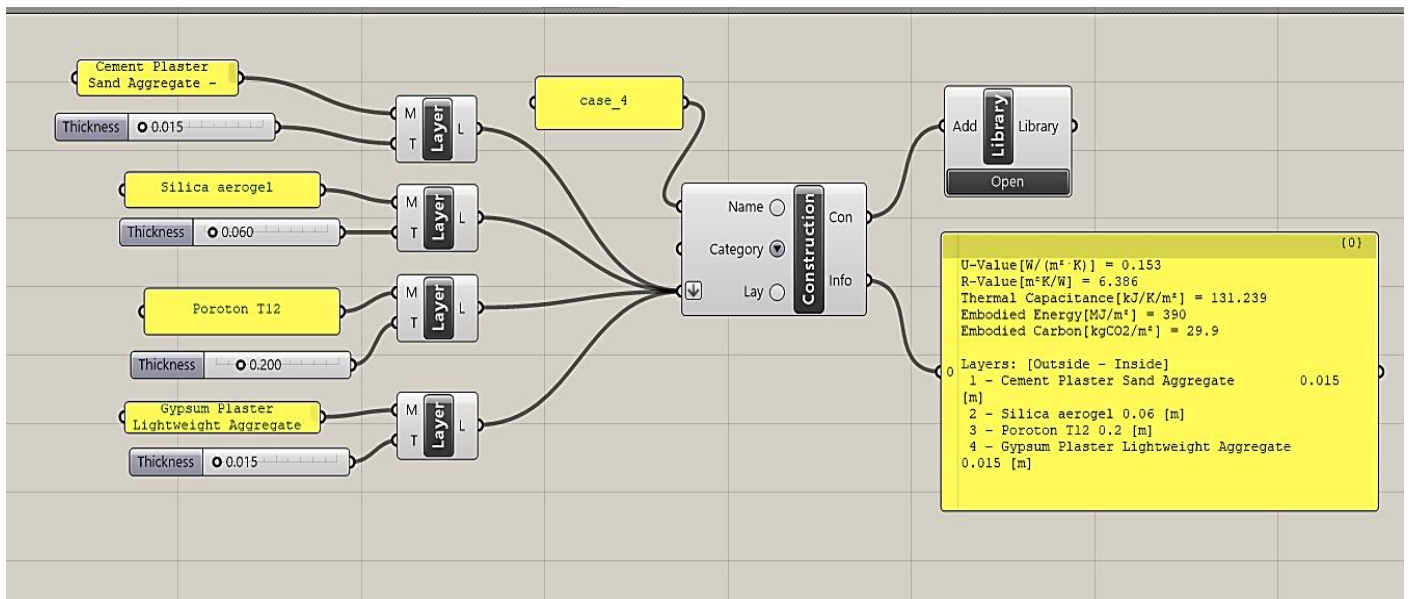 Cement Plaster
Sand Aggregate -
Thickness 0.015
M
T
Layer
L
case_4
Add
Library
Library
Open
Silica aerogel
Thickness 0.060
M
T
Layer
L
Name
Category
Lay
Construction
Con
Info
Poroton T12
Thickness 0.200
M
T
Layer
L
Gypsum Plaster
Lightweight Aggregate
Thickness 0.015
M
T
Layer
L
{0}
0
U-Value[W/(m²·K)] = 0.153
R-Value[m²K/W] = 6.386
Thermal Capacitance[kJ/K/m²] = 131.239
Embodied Energy[MJ/m²] = 390
Embodied Carbon[kgCO2/m²] = 29.9
Layers: [Outside - Inside]
1 - Cement Plaster Sand Aggregate 0.015
[m]
2 - Silica aerogel 0.06 [m]
3 - Poroton T12 0.2 [m]
4 - Gypsum Plaster Lightweight Aggregate
0.015 [m]